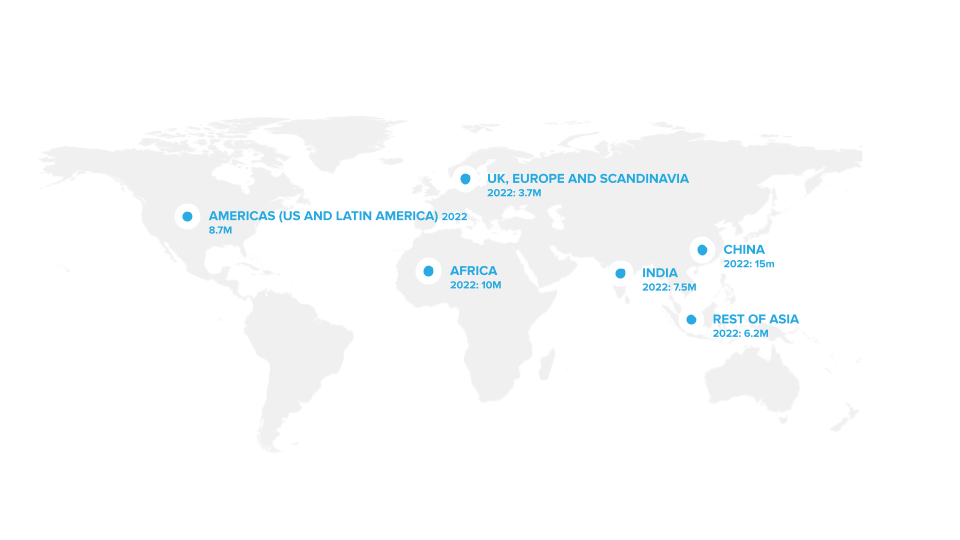 UK, EUROPE AND SCANDINAVIA
2022: 3.7M
AMERICAS (US AND LATIN AMERICA) 2022
8.7M
CHINA
2022: 15m
AFRICA
2022: 10M
INDIA
2022: 7.5M
REST OF ASIA
2022: 6.2M